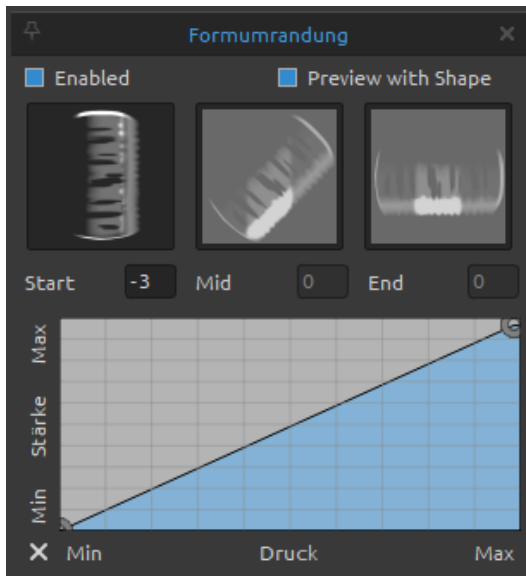 Formumrandung
Enabled Preview with Shape
Start -3 Mid 0 End 0
Max
Stärke
Min
Min Druck Max